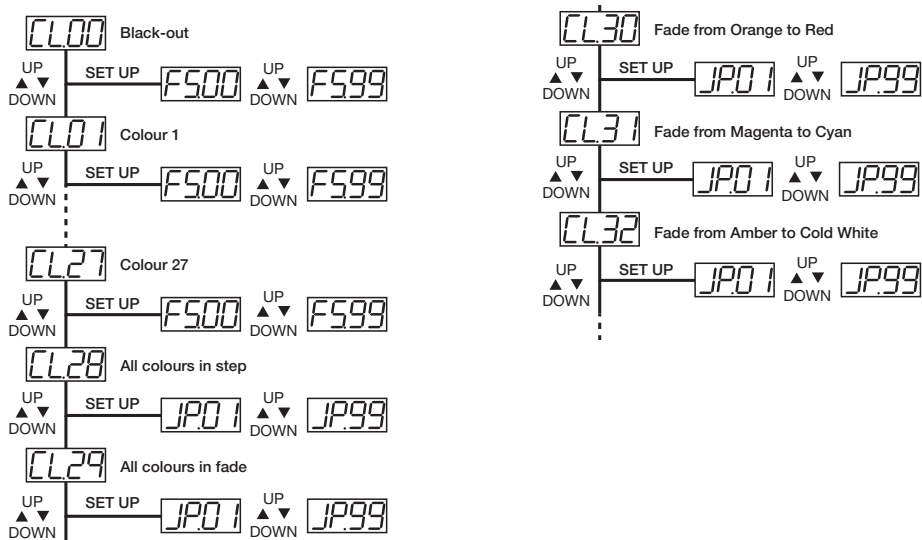 CL.00 Black-out
UP
▲ ▼
DOWN
SET UP
FS.00
UP
▲ ▼
DOWN
FS.99
CL.01 Colour 1
UP
▲ ▼
DOWN
SET UP
FS.00
UP
▲ ▼
DOWN
FS.99
CL.27 Colour 27
UP
▲ ▼
DOWN
SET UP
FS.00
UP
▲ ▼
DOWN
FS.99
CL.28 All colours in step
UP
▲ ▼
DOWN
SET UP
JP.01
UP
▲ ▼
DOWN
JP.99
CL.29 All colours in fade
UP
▲ ▼
DOWN
SET UP
JP.01
UP
▲ ▼
DOWN
JP.99
CL.30 Fade from Orange to Red
UP
▲ ▼
DOWN
SET UP
JP.01
UP
▲ ▼
DOWN
JP.99
CL.31 Fade from Magenta to Cyan
UP
▲ ▼
DOWN
SET UP
JP.01
UP
▲ ▼
DOWN
JP.99
CL.32 Fade from Amber to Cold White
UP
▲ ▼
DOWN
SET UP
JP.01
UP
▲ ▼
DOWN
JP.99